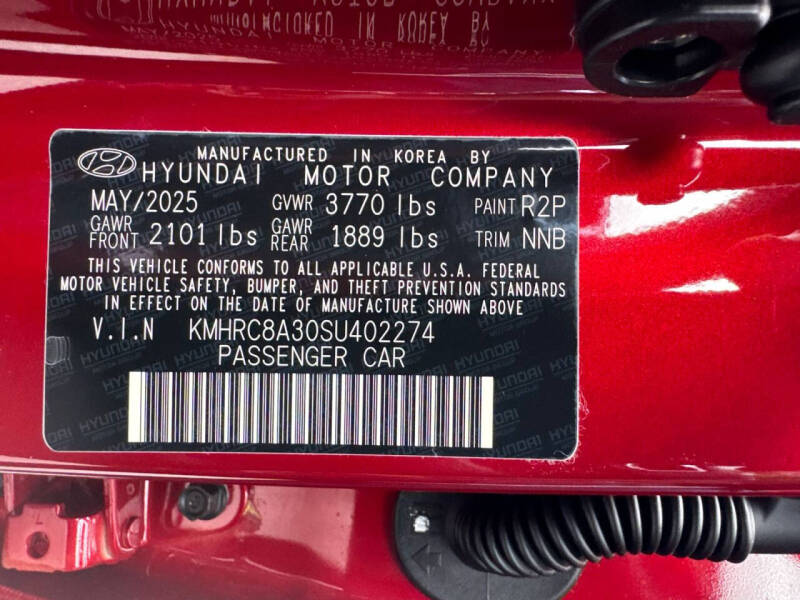 MANUFACTURED IN KOREA BY
HYUNDAI MOTOR COMPANY
MAY/2025 GVWR 3770 lbs PAINT R2P
GAWR FRONT 2101 lbs GAWR REAR 1889 lbs TRIM NNB
THIS VEHICLE CONFORMS TO ALL APPLICABLE U.S.A. FEDERAL
MOTOR VEHICLE SAFETY, BUMPER, AND THEFT PREVENTION STANDARDS
IN EFFECT ON THE DATE OF MANUFACTURE SHOWN ABOVE
V.I.N KMHRC8A30SU402274
PASSENGER CAR